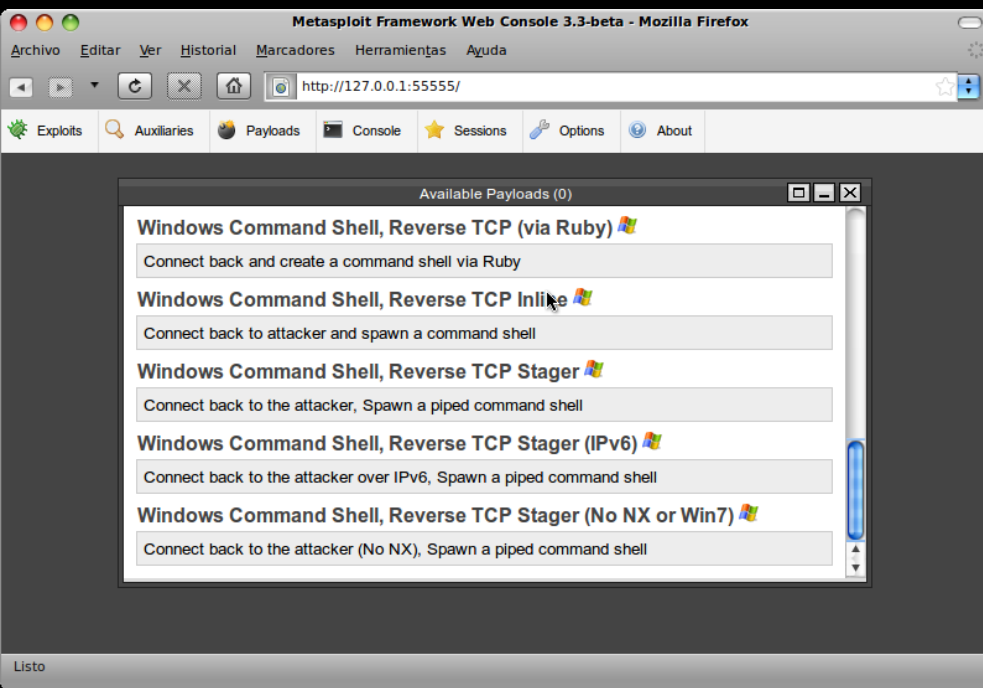 Metasploit Framework Web Console 3.3-beta - Mozilla Firefox
Archivo Editar Ver Historial Marcadores Herramientas Ayuda
http://127.0.0.1:55555/
Exploits Auxiliaries Payloads Console Sessions Options About
Available Payloads (0)
Windows Command Shell, Reverse TCP (via Ruby)
Connect back and create a command shell via Ruby
Windows Command Shell, Reverse TCP Inline
Connect back to attacker and spawn a command shell
Windows Command Shell, Reverse TCP Stager
Connect back to the attacker, Spawn a piped command shell
Windows Command Shell, Reverse TCP Stager (IPv6)
Connect back to the attacker over IPv6, Spawn a piped command shell
Windows Command Shell, Reverse TCP Stager (No NX or Win7)
Connect back to the attacker (No NX), Spawn a piped command shell
Listo